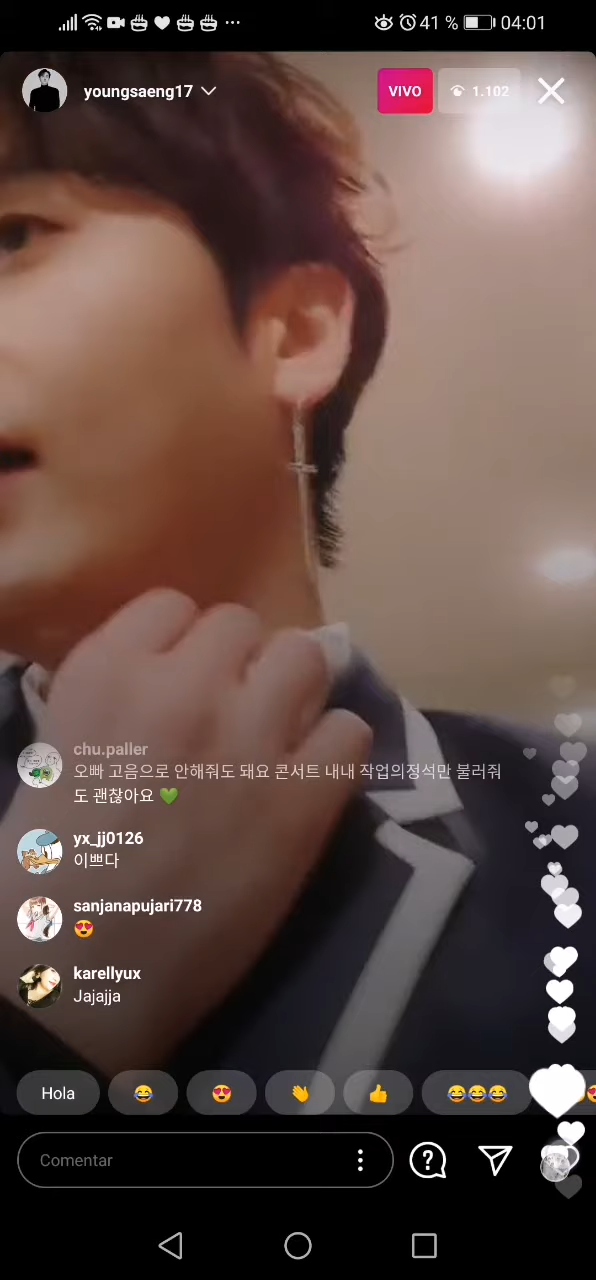 41 % 04:01
youngsaeng17 VIVO 1.102
chu.paller
오빠 고음으로 안해줘도 돼요 콘서트 내내 작업의정석만 불러줘
도 괜찮아요 💚
yx_jj0126
이쁘다
sanjanapujari778
😍
karellyux
Jajajja
Hola 😂 😍 👋 👍 😂😂😂
Comentar